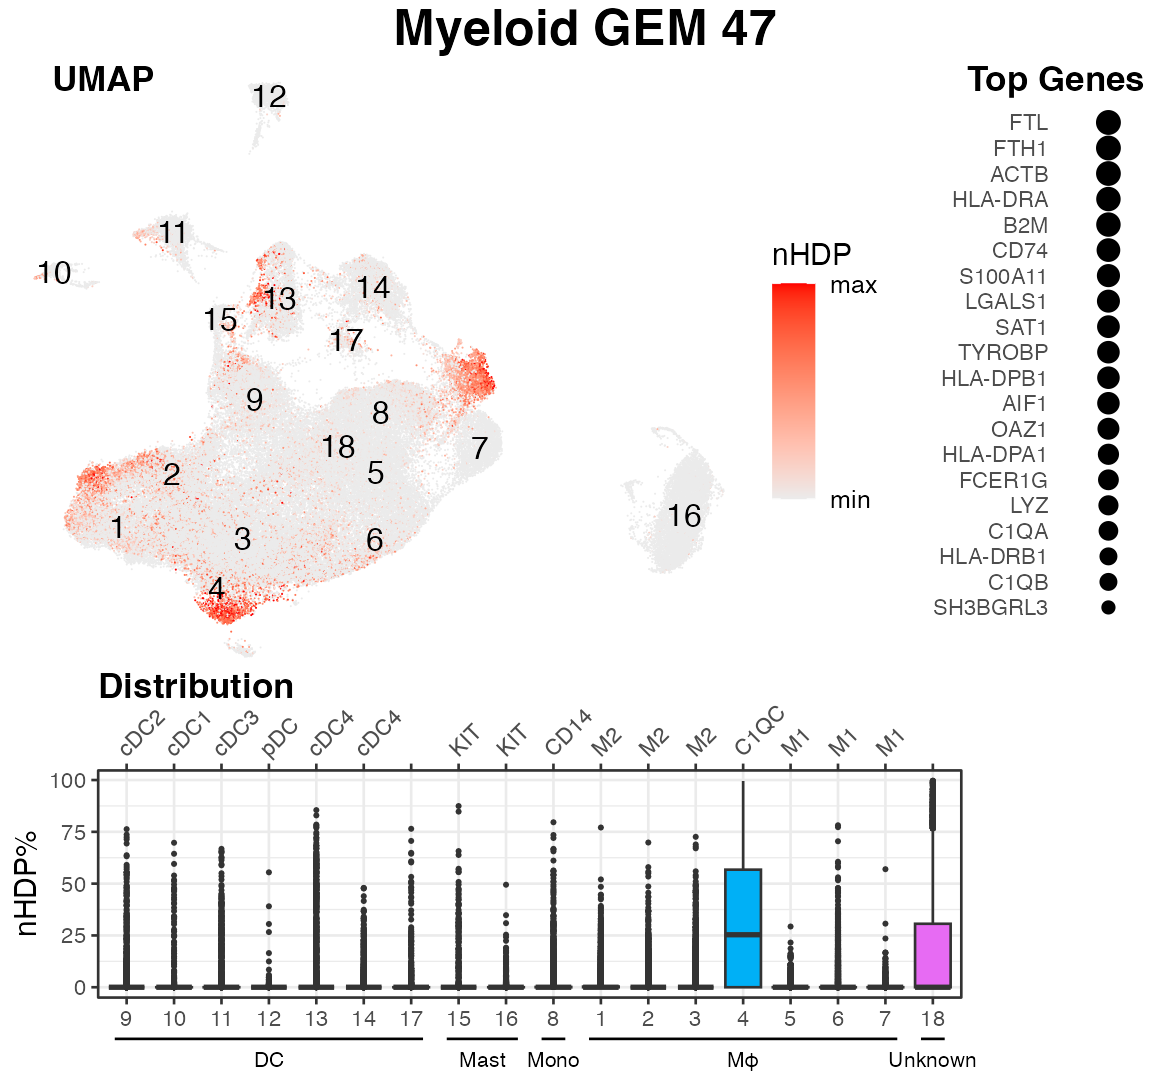 Myeloid GEM 47
UMAP
12
11
10
13
14
15
17
9
8
18
7
2
5
1
3
6
16
4
nHDP
max
min
Top Genes
FTL
FTH1
ACTB
HLA-DRA
B2M
CD74
S100A11
LGALS1
SAT1
TYROBP
HLA-DPB1
AIF1
OAZ1
HLA-DPA1
FCER1G
LYZ
C1QA
HLA-DRB1
C1QB
SH3BGRL3
Distribution
cDC2 cDC1 cDC3 pDC cDC4 cDC4 KIT KIT CD14 M2 M2 M2 C1QC M1 M1 M1
nHDP%
100
75
50
25
0
9 10 11 12 13 14 17 15 16 8 1 2 3 4 5 6 7 18
DC Mast Mono Mφ Unknown